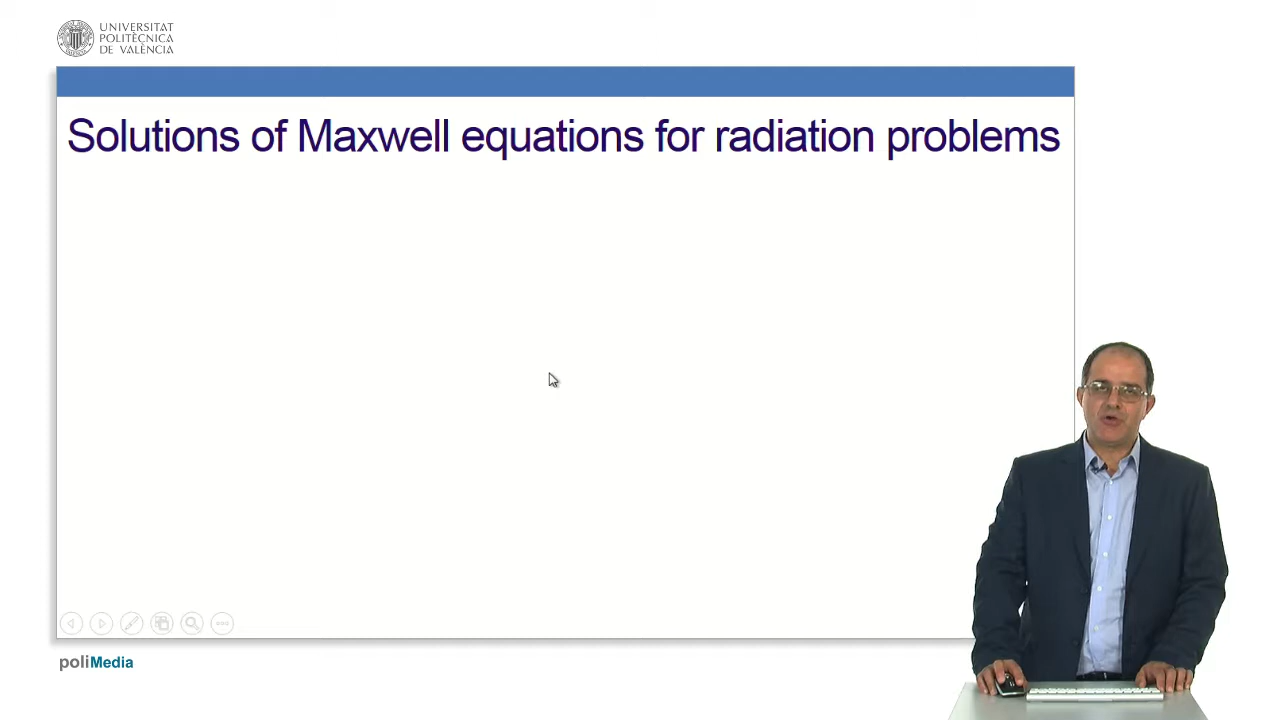 UNIVERSITAT
POLITÈCNICA
DE VALÈNCIA
Solutions of Maxwell equations for radiation problems
poliMedia